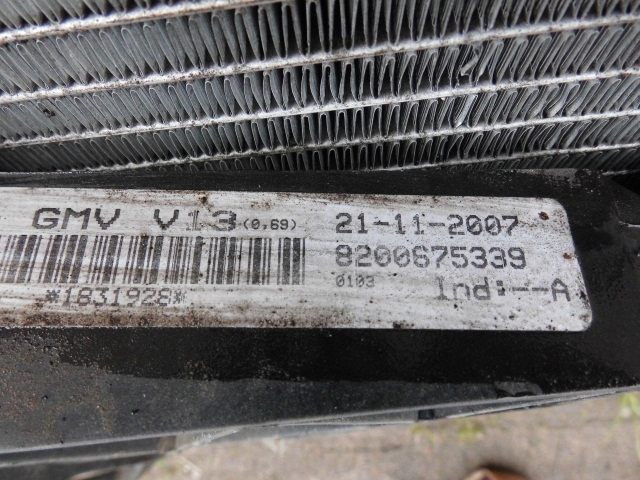 GMV V13 (0,69) 21-11-2007
8200675339
0103 Ind:--A
*1831928*